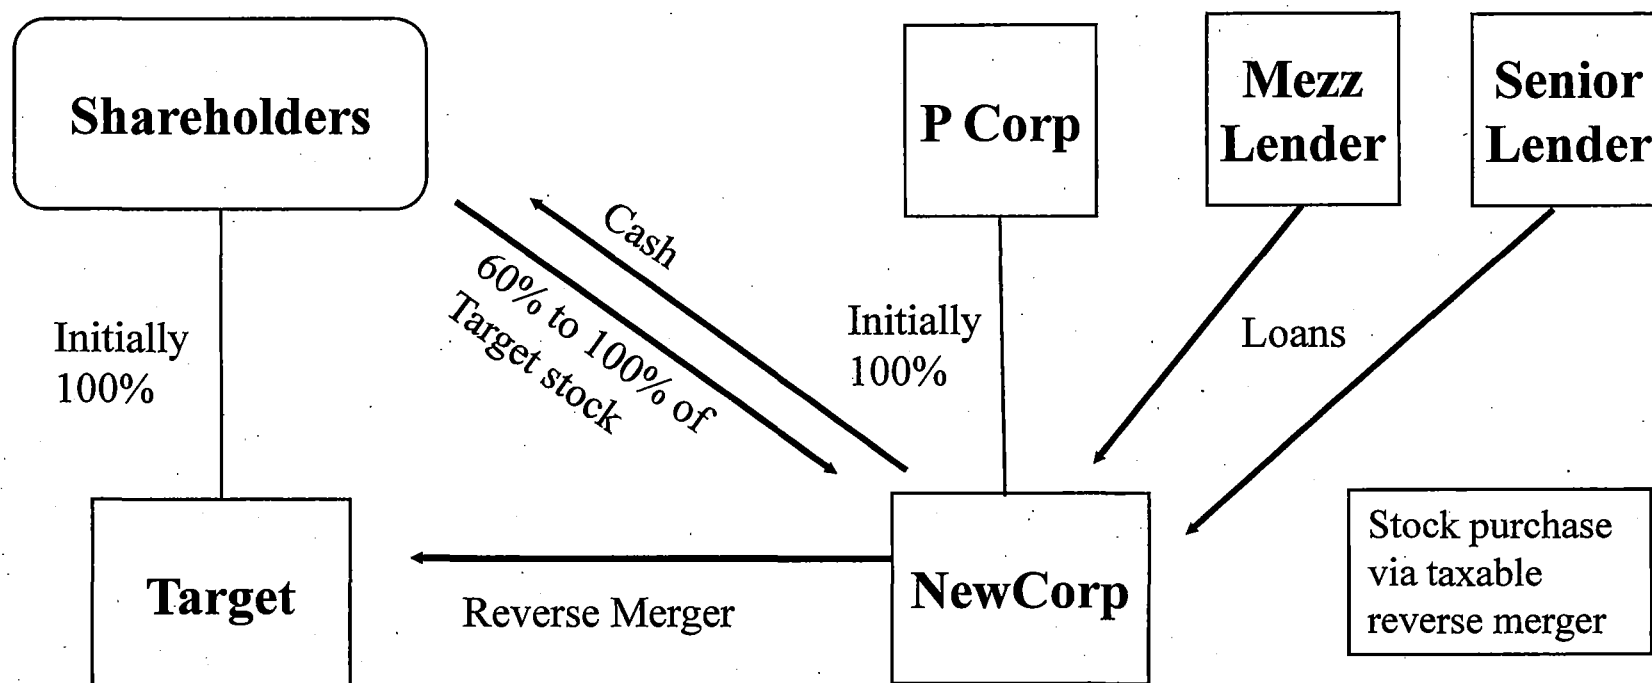 Shareholders
P Corp
Mezz
Lender
Senior
Lender
Cash
60% to 100% of
Target stock
Initially
100%
Initially
100%
Loans
Target
Reverse Merger
NewCorp
Stock purchase
via taxable
reverse merger